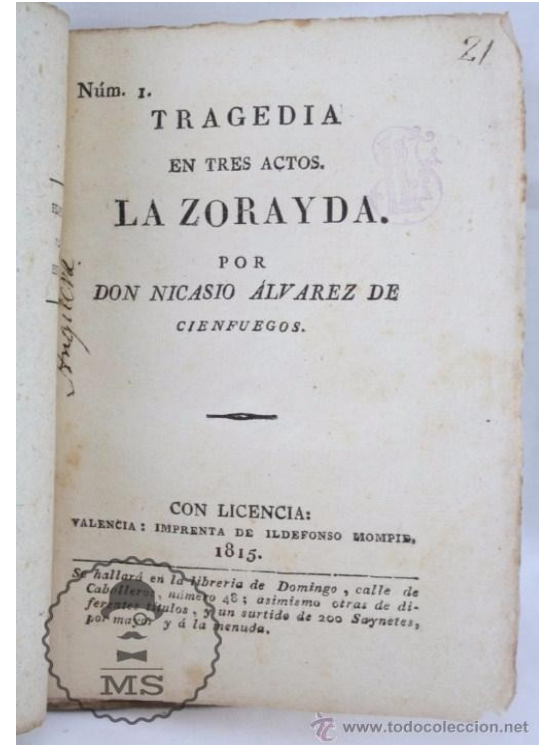 21
Núm. 1.
TRAGEDIA
EN TRES ACTOS.
LA ZORAYDA.
POR
DON NICASIO ÁLVAREZ DE
CIENFUEGOS.
CON LICENCIA:
VALENCIA: IMPRENTA DE ILDEFONSO MOMPIE,
1815.
Se hallará en la libreria de Domingo, calle de
Caballeros, número 48; asimismo otras de di-
ferentes titulos, y un surtido de 200 Saynetes,
por mayor y á la menuda.
MS
www.todocoleccion.net